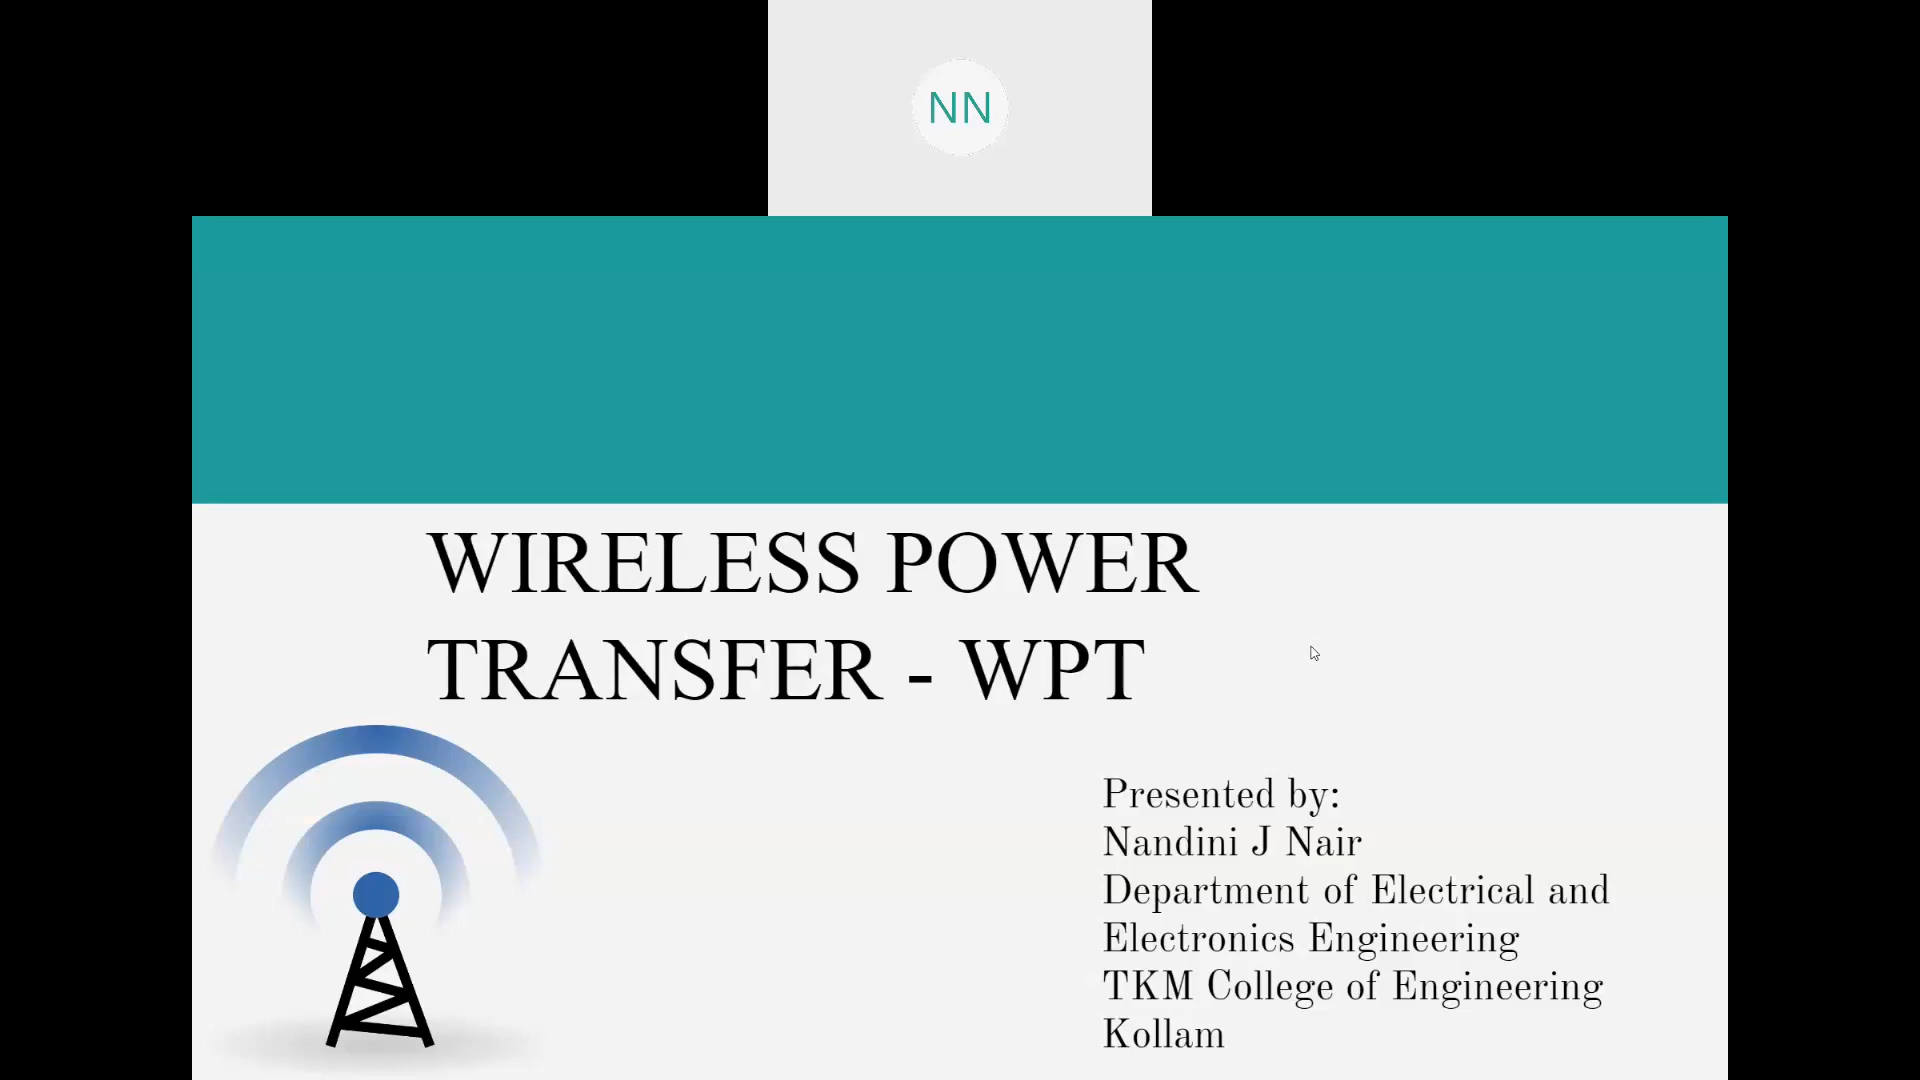 NN
WIRELESS POWER
TRANSFER - WPT
Presented by:
Nandini J Nair
Department of Electrical and
Electronics Engineering
TKM College of Engineering
Kollam